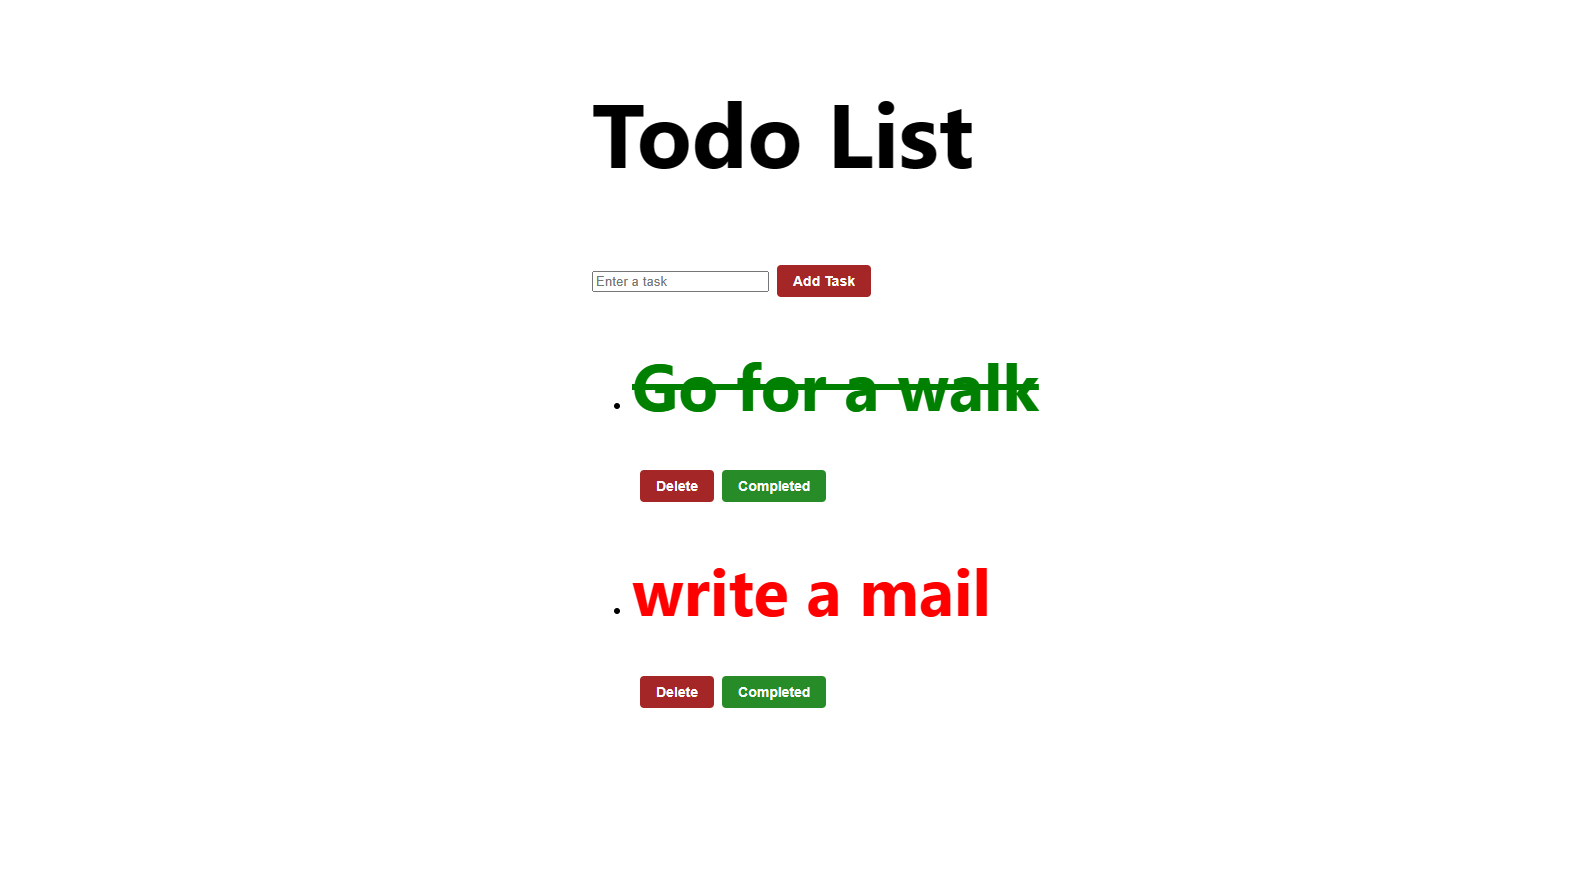 Todo List
Enter a task Add Task
Go for a walk
Delete Completed
write a mail
Delete Completed